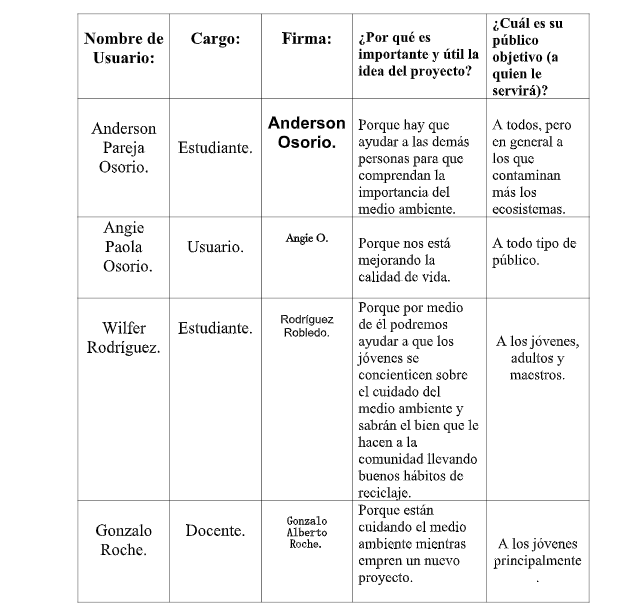 Nombre de
Usuario:
Cargo:
Firma:
¿Por qué es
importante y útil la
idea del proyecto?
¿Cuál es su
público
objetivo (a
quien le
servirá)?
Anderson
Pareja
Osorio.
Estudiante.
Anderson
Osorio.
Porque hay que
ayudar a las demás
personas para que
comprendan la
importancia del
medio ambiente.
A todos, pero
en general a
los que
contaminan
más los
ecosistemas.
Angie
Paola
Osorio.
Usuario.
Angie O.
Porque nos está
mejorando la
calidad de vida.
A todo tipo de
público.
Wilfer
Rodríguez.
Estudiante.
Rodríguez
Robledo.
Porque por medio
de él podremos
ayudar a que los
jóvenes se
concienticen sobre
el cuidado del
medio ambiente y
sabrán el bien que le
hacen a la
comunidad llevando
buenos hábitos de
reciclaje.
A los jóvenes,
adultos y
maestros.
Gonzalo
Roche.
Docente.
Gonzalo
Alberto
Roche.
Porque están
cuidando el medio
ambiente mientras
empren un nuevo
proyecto.
A los jóvenes
principalmente
.